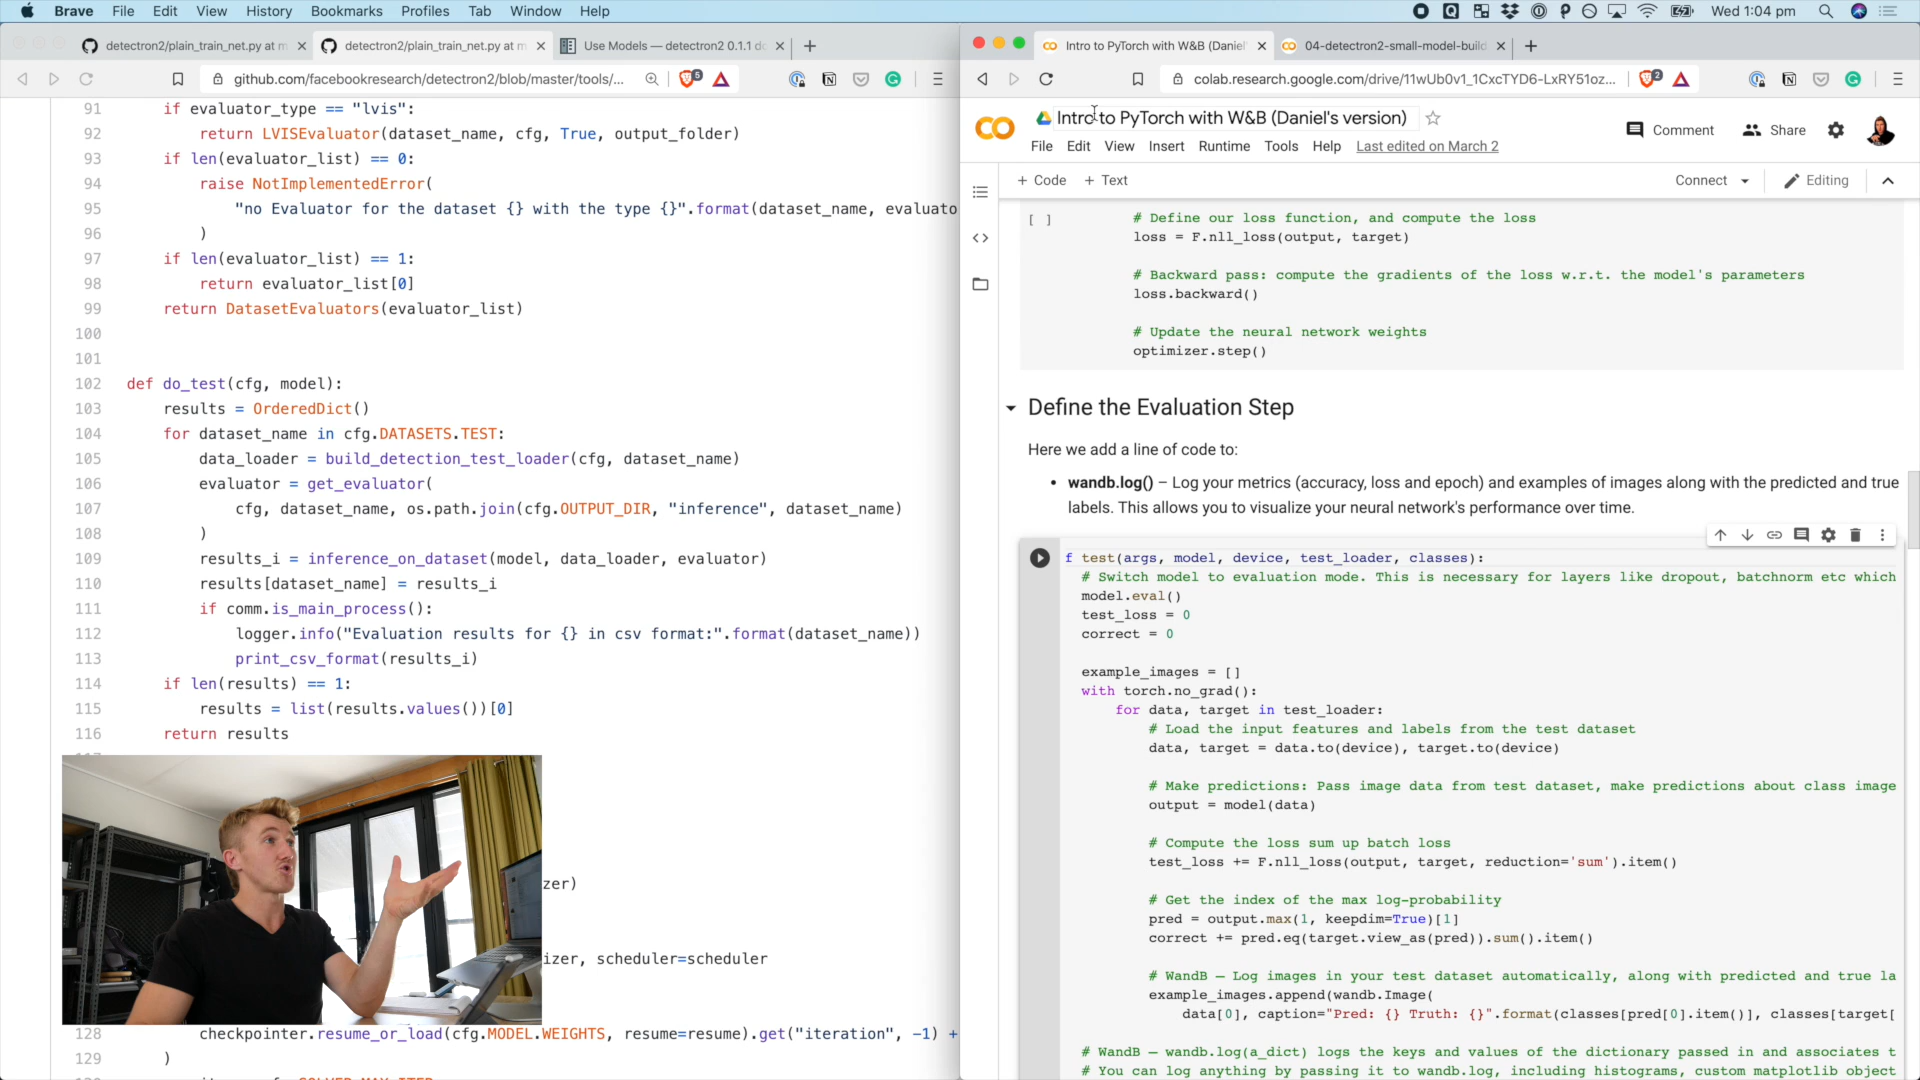 Brave File Edit View History Bookmarks Profiles Tab Window Help Wed 1:04 pm
detectron2/plain_train_net.py at m
detectron2/plain_train_net.py at m
Use Models — detectron2 0.1.1 do
github.com/facebookresearch/detectron2/blob/master/tools/...
5
91 if evaluator_type == "lvis":
92 return LVISEvaluator(dataset_name, cfg, True, output_folder)
93 if len(evaluator_list) == 0:
94 raise NotImplementedError(
95 "no Evaluator for the dataset {} with the type {}".format(dataset_name, evaluato
96 )
97 if len(evaluator_list) == 1:
98 return evaluator_list[0]
99 return DatasetEvaluators(evaluator_list)
100
101
102 def do_test(cfg, model):
103 results = OrderedDict()
104 for dataset_name in cfg.DATASETS.TEST:
105 data_loader = build_detection_test_loader(cfg, dataset_name)
106 evaluator = get_evaluator(
107 cfg, dataset_name, os.path.join(cfg.OUTPUT_DIR, "inference", dataset_name)
108 )
109 results_i = inference_on_dataset(model, data_loader, evaluator)
110 results[dataset_name] = results_i
111 if comm.is_main_process():
112 logger.info("Evaluation results for {} in csv format:".format(dataset_name))
113 print_csv_format(results_i)
114 if len(results) == 1:
115 results = list(results.values())[0]
116 return results
zer)
izer, scheduler=scheduler
128 checkpointer.resume_or_load(cfg.MODEL.WEIGHTS, resume=resume).get("iteration", -1) +
129 )
Intro to PyTorch with W&B (Daniel'
04-detectron2-small-model-build
colab.research.google.com/drive/11wUb0v1_1CxcTYD6-LxRY51oz...
2
Intro to PyTorch with W&B (Daniel's version)
File Edit View Insert Runtime Tools Help Last edited on March 2
Comment Share
+ Code + Text
Connect Editing
[ ] # Define our loss function, and compute the loss
loss = F.nll_loss(output, target)
# Backward pass: compute the gradients of the loss w.r.t. the model's parameters
loss.backward()
# Update the neural network weights
optimizer.step()
Define the Evaluation Step
Here we add a line of code to:
• wandb.log() – Log your metrics (accuracy, loss and epoch) and examples of images along with the predicted and true
labels. This allows you to visualize your neural network's performance over time.
f test(args, model, device, test_loader, classes):
# Switch model to evaluation mode. This is necessary for layers like dropout, batchnorm etc which
model.eval()
test_loss = 0
correct = 0
example_images = []
with torch.no_grad():
for data, target in test_loader:
# Load the input features and labels from the test dataset
data, target = data.to(device), target.to(device)
# Make predictions: Pass image data from test dataset, make predictions about class image
output = model(data)
# Compute the loss sum up batch loss
test_loss += F.nll_loss(output, target, reduction='sum').item()
# Get the index of the max log-probability
pred = output.max(1, keepdim=True)[1]
correct += pred.eq(target.view_as(pred)).sum().item()
# WandB – Log images in your test dataset automatically, along with predicted and true la
example_images.append(wandb.Image(
data[0], caption="Pred: {} Truth: {}".format(classes[pred[0].item()], classes[target[
# WandB – wandb.log(a_dict) logs the keys and values of the dictionary passed in and associates t
# You can log anything by passing it to wandb.log, including histograms, custom matplotlib object